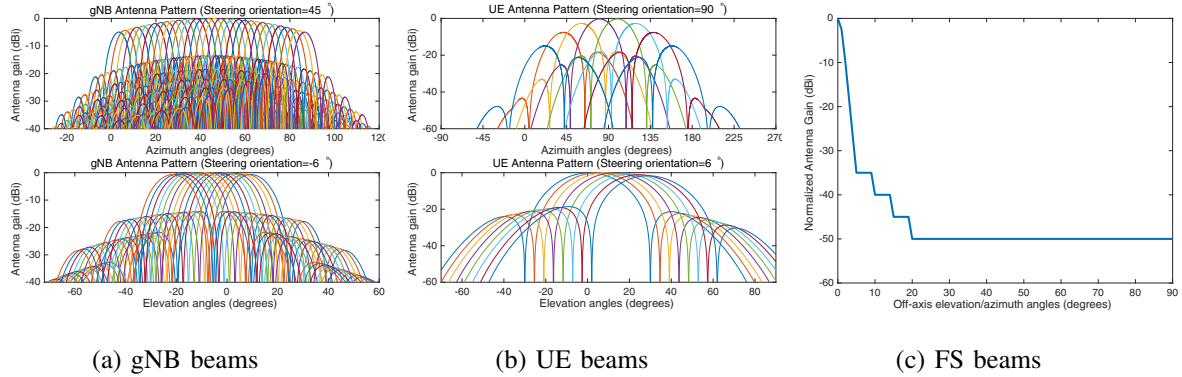 gNB Antenna Pattern (Steering orientation=45 °)
Antenna gain (dBi)
0
-10
-20
-30
-40
-20 0 20 40 60 80 100 120
Azimuth angles (degrees)
gNB Antenna Pattern (Steering orientation=-6 °)
Antenna gain (dBi)
0
-10
-20
-30
-40
-60 -40 -20 0 20 40 60
Elevation angles (degrees)
(a) gNB beams
UE Antenna Pattern (Steering orientation=90 °)
Antenna gain (dBi)
0
-20
-40
-60
-90 -45 0 45 90 135 180 225 270
Azimuth angles (degrees)
UE Antenna Pattern (Steering orientation=6 °)
Antenna gain (dBi)
0
-20
-40
-60
-60 -40 -20 0 20 40 60 80
Elevation angles (degrees)
(b) UE beams
Normalized Antenna Gain (dBi)
0
-10
-20
-30
-40
-50
-60
0 10 20 30 40 50 60 70 80 90
Off-axis elevation/azimuth angles (degrees)
(c) FS beams